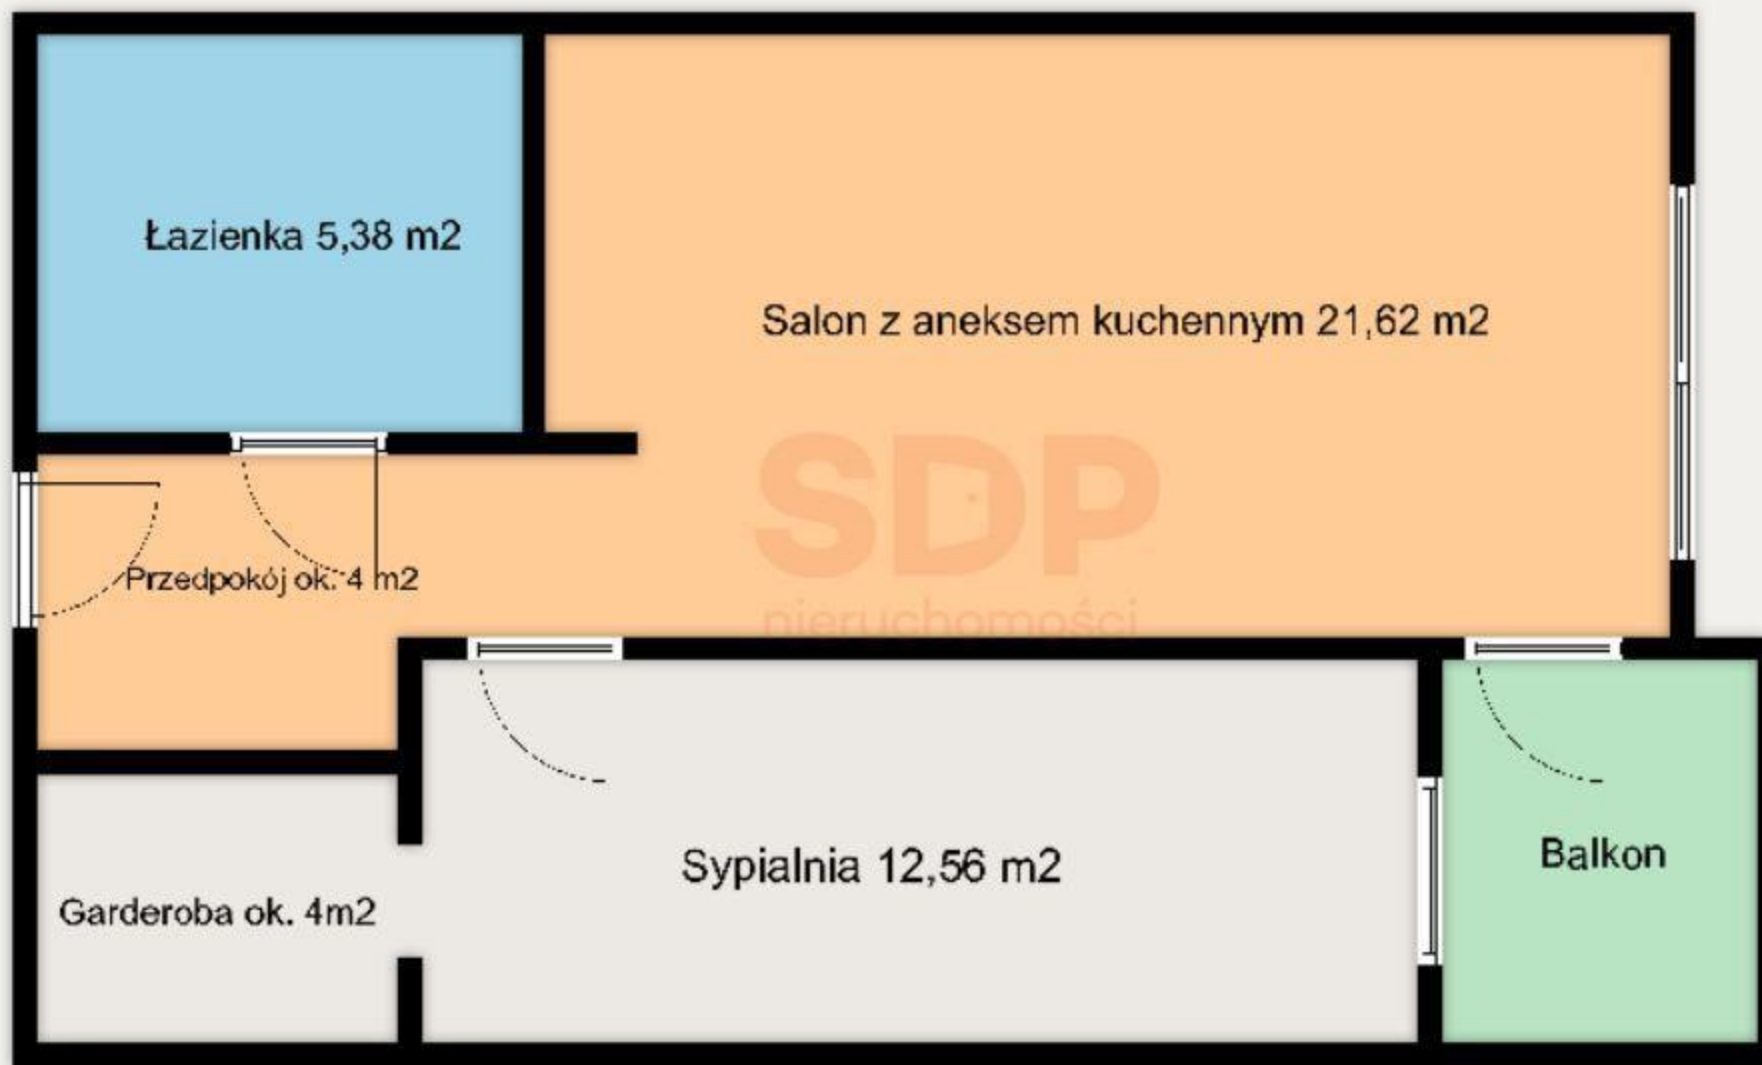 Łazienka 5,38 m2
Salon z aneksem kuchennym 21,62 m2
SDP
nieruchomości
Przedpokój ok. 4 m2
Sypialnia 12,56 m2
Balkon
Garderoba ok. 4m2